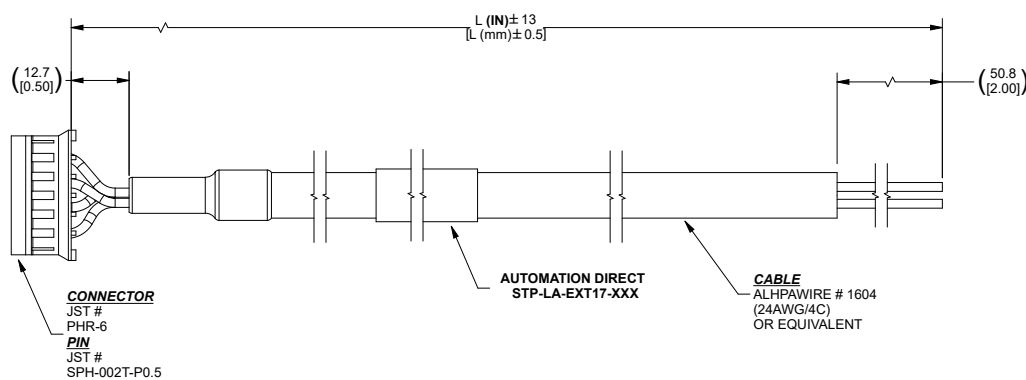 L (IN)± 13
[L (mm)± 0.5]
(12.7
[0.50])
(50.8
[2.00])
AUTOMATION DIRECT
STP-LA-EXT17-XXX
CABLE
ALHPAWIRE # 1604
(24AWG/4C)
OR EQUIVALENT
CONNECTOR
JST #
PHR-6
PIN
JST #
SPH-002T-P0.5